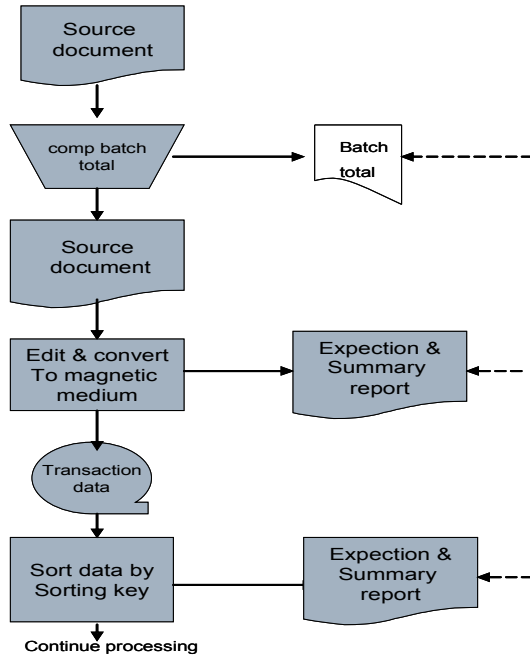 Source
document
comp batch
total
Batch
total
Source
document
Edit & convert
To magnetic
medium
Expection &
Summary
report
Transaction
data
Sort data by
Sorting key
Expection &
Summary
report
Continue processing